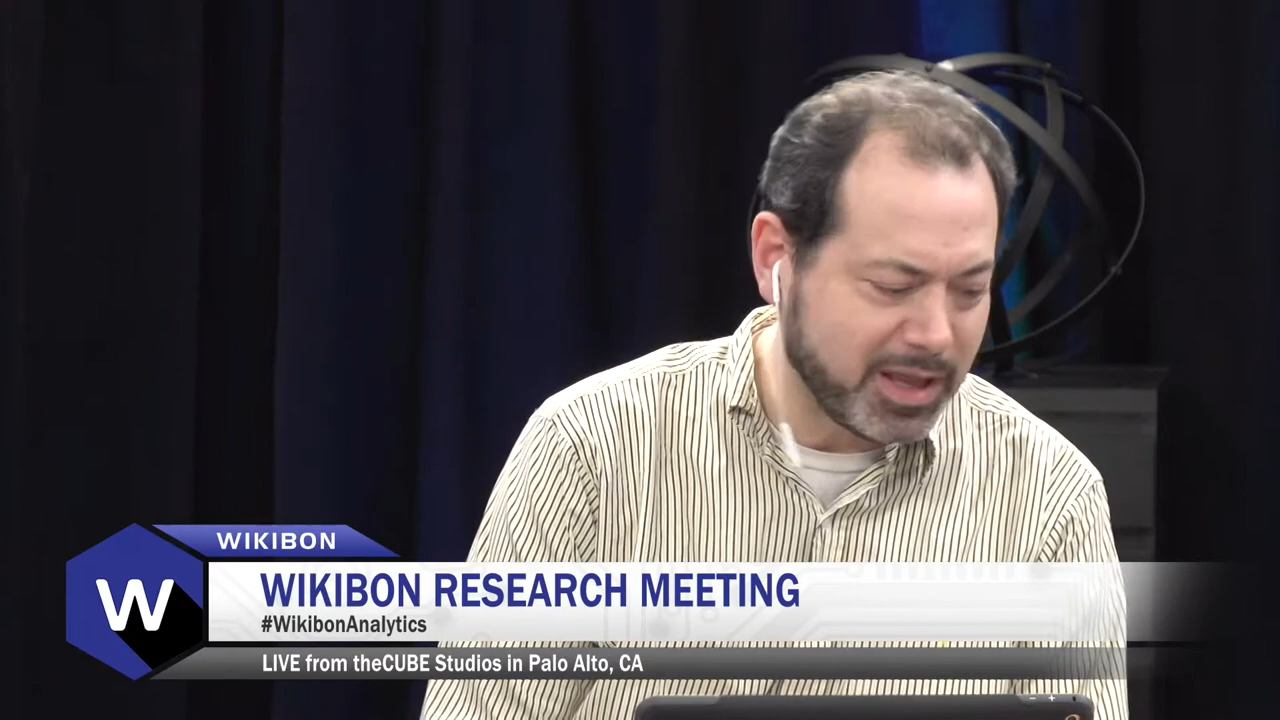 WIKIBON
W
WIKIBON RESEARCH MEETING
#WikibonAnalytics
LIVE from theCUBE Studios in Palo Alto, CA